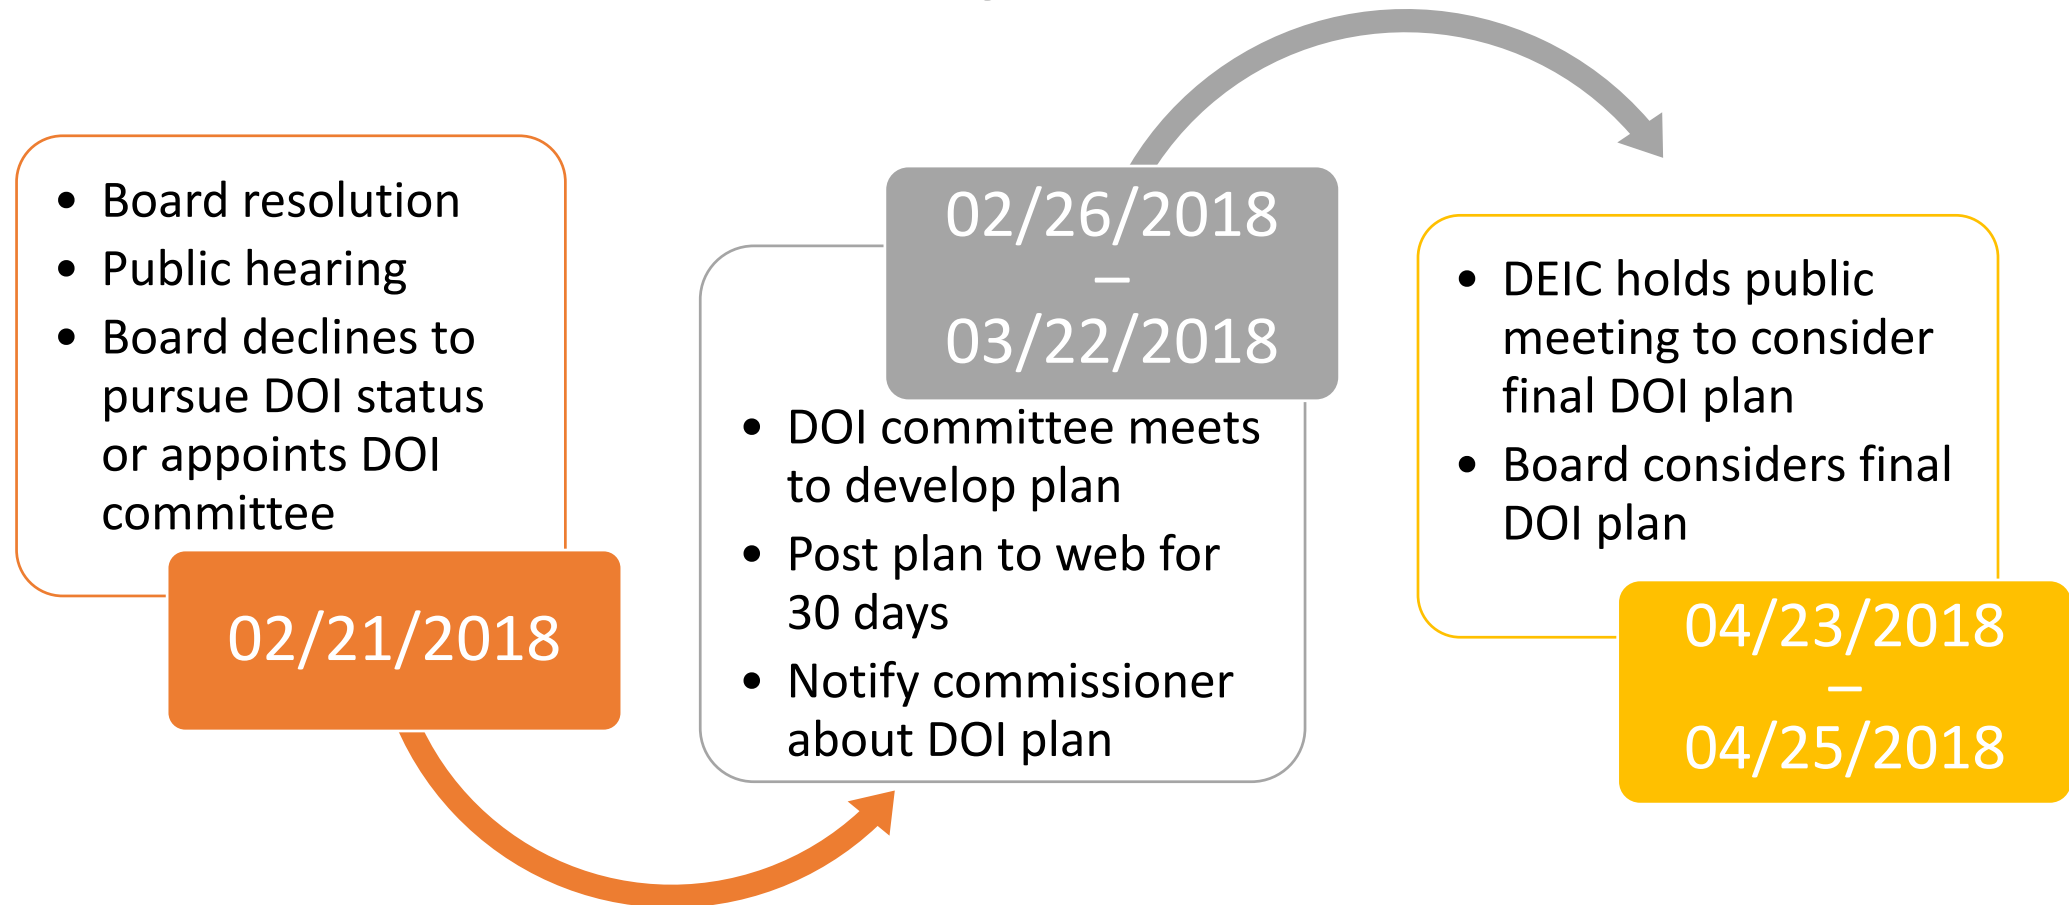 • Board resolution
• Public hearing
• Board declines to
pursue DOI status
or appoints DOI
committee
02/21/2018
02/26/2018
–
03/22/2018
• DOI committee meets
to develop plan
• Post plan to web for
30 days
• Notify commissioner
about DOI plan
• DEIC holds public
meeting to consider
final DOI plan
• Board considers final
DOI plan
04/23/2018
–
04/25/2018